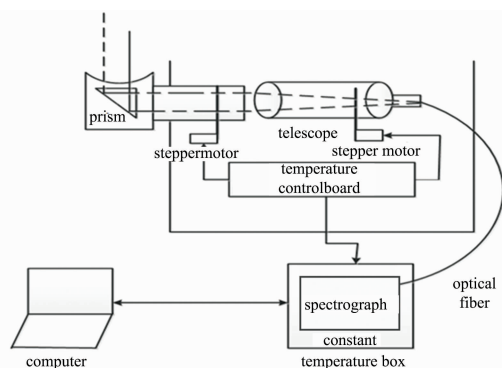 prism
telescope
steppermotor
stepper motor
temperature
controlboard
optical
fiber
spectrograph
constant
temperature box
computer